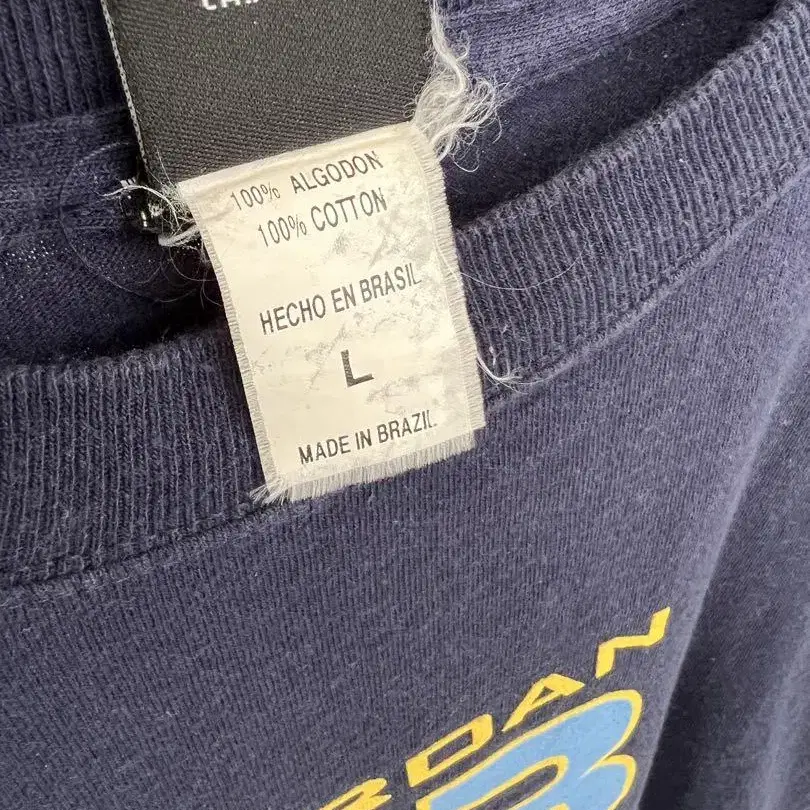 100% ALGODON
100% COTTON
HECHO EN BRASIL
L
MADE IN BRAZIL